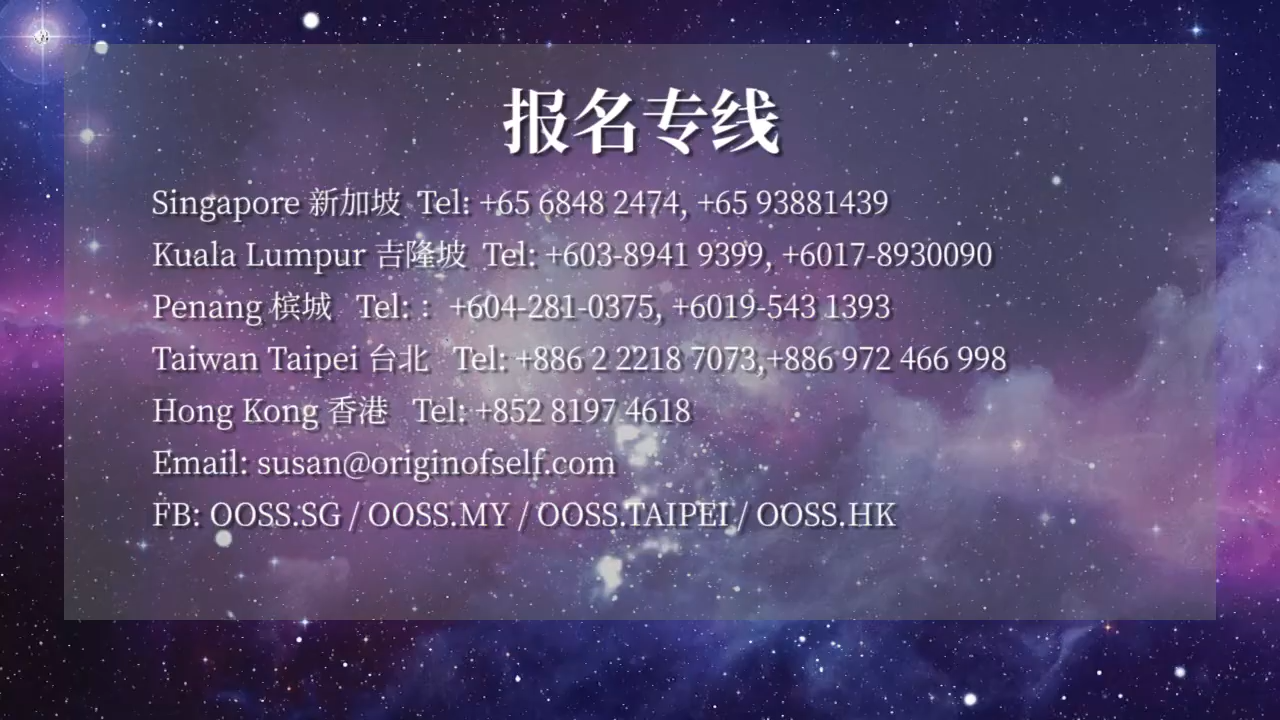 报名专线
Singapore 新加坡 Tel: +65 6848 2474, +65 93881439
Kuala Lumpur 吉隆坡 Tel: +603-8941 9399, +6017-8930090
Penang 槟城 Tel: : +604-281-0375, +6019-543 1393
Taiwan Taipei 台北 Tel: +886 2 2218 7073,+886 972 466 998
Hong Kong 香港 Tel: +852 8197 4618
Email: susan@originofself.com
FB: OOSS.SG / OOSS.MY / OOSS.TAIPEI / OOSS.HK